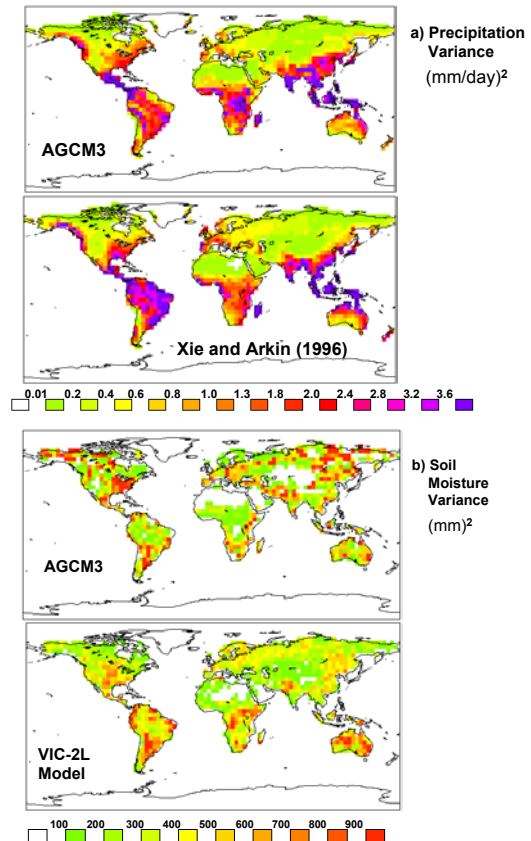 a) Precipitation
Variance
(mm/day)²
AGCM3
Xie and Arkin (1996)
0.01 0.2 0.4 0.6 0.8 1.0 1.3 1.6 2.0 2.4 2.8 3.2 3.6
b) Soil
Moisture
Variance
(mm)²
AGCM3
VIC-2L
Model
100 200 300 400 500 600 700 800 900